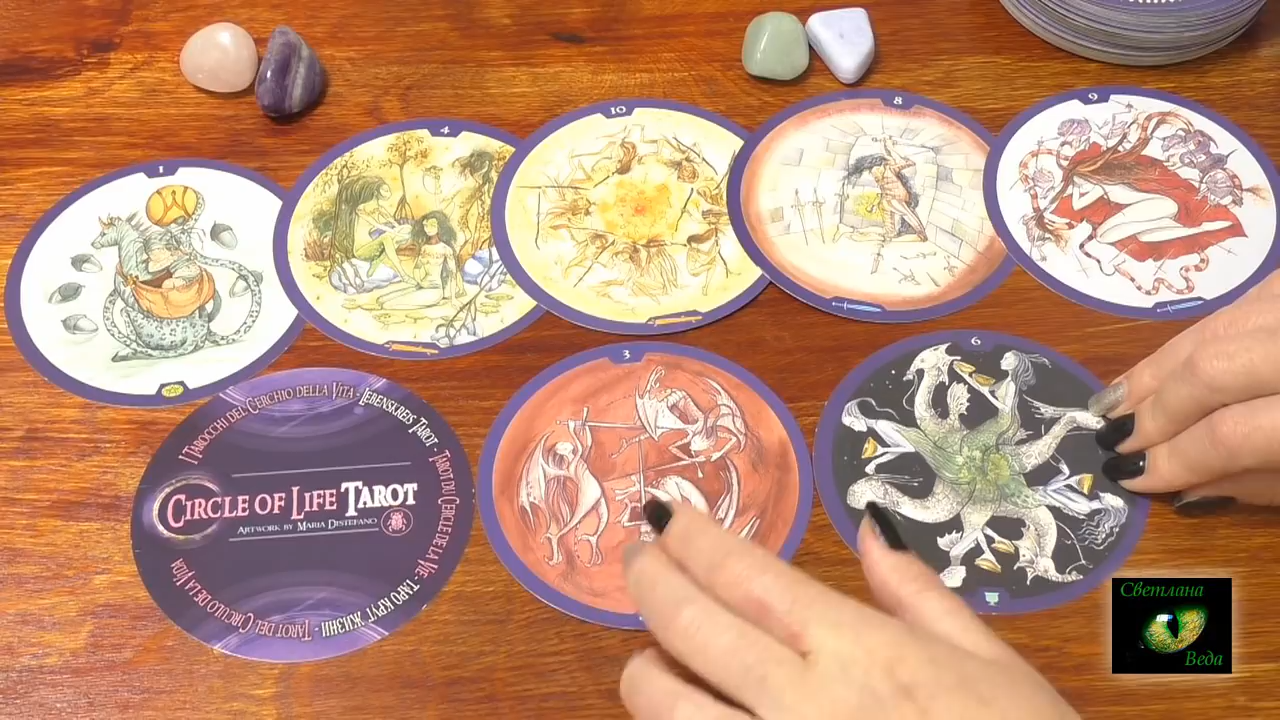 1
4
10
8
9
3
6
I TAROCCHI DEL CERCHIO DELLA VITA - LEBENSKREIS TAROT - TAROT DU CERCLE DE LA VIE - ТАРО КРУГ ЖИЗНИ - TAROT DEL CIRCULO DE LA VIDA
CIRCLE OF LIFE TAROT
ARTWORK BY MARIA DISTEFANO
Светлана
Веда